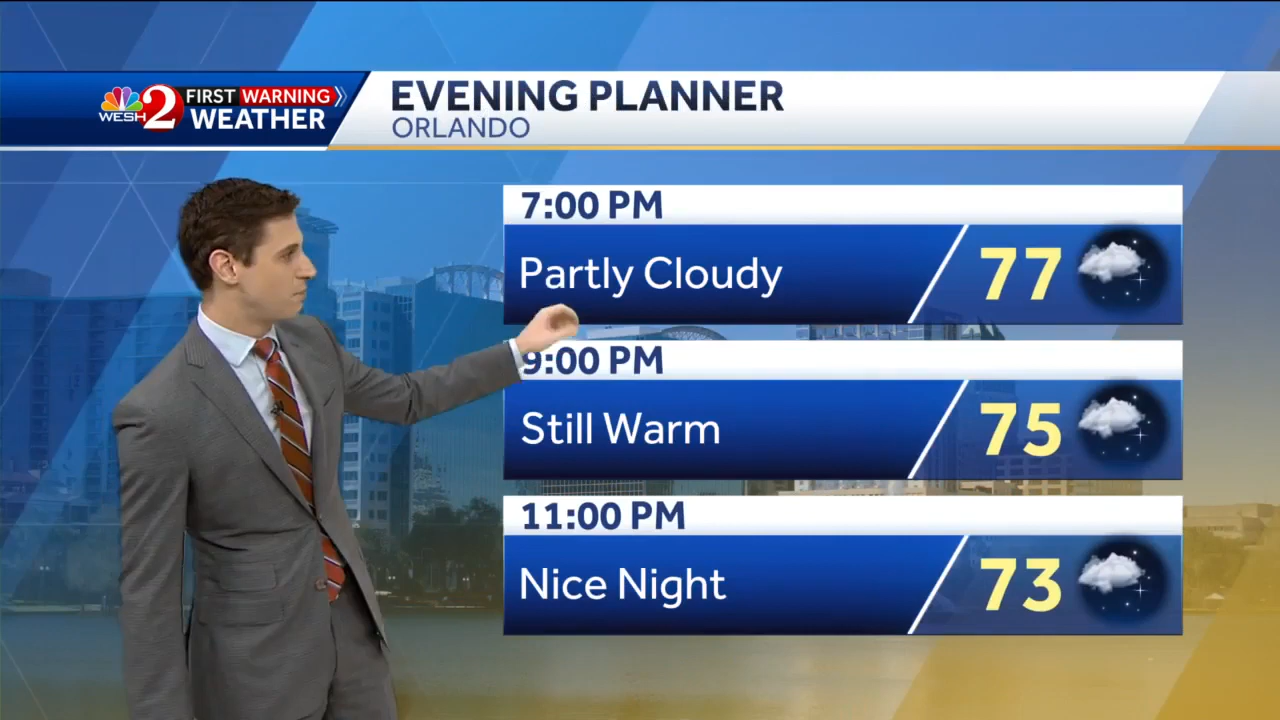 WESH 2 FIRST WARNING
WEATHER
EVENING PLANNER
ORLANDO
7:00 PM
Partly Cloudy 77
9:00 PM
Still Warm 75
11:00 PM
Nice Night 73